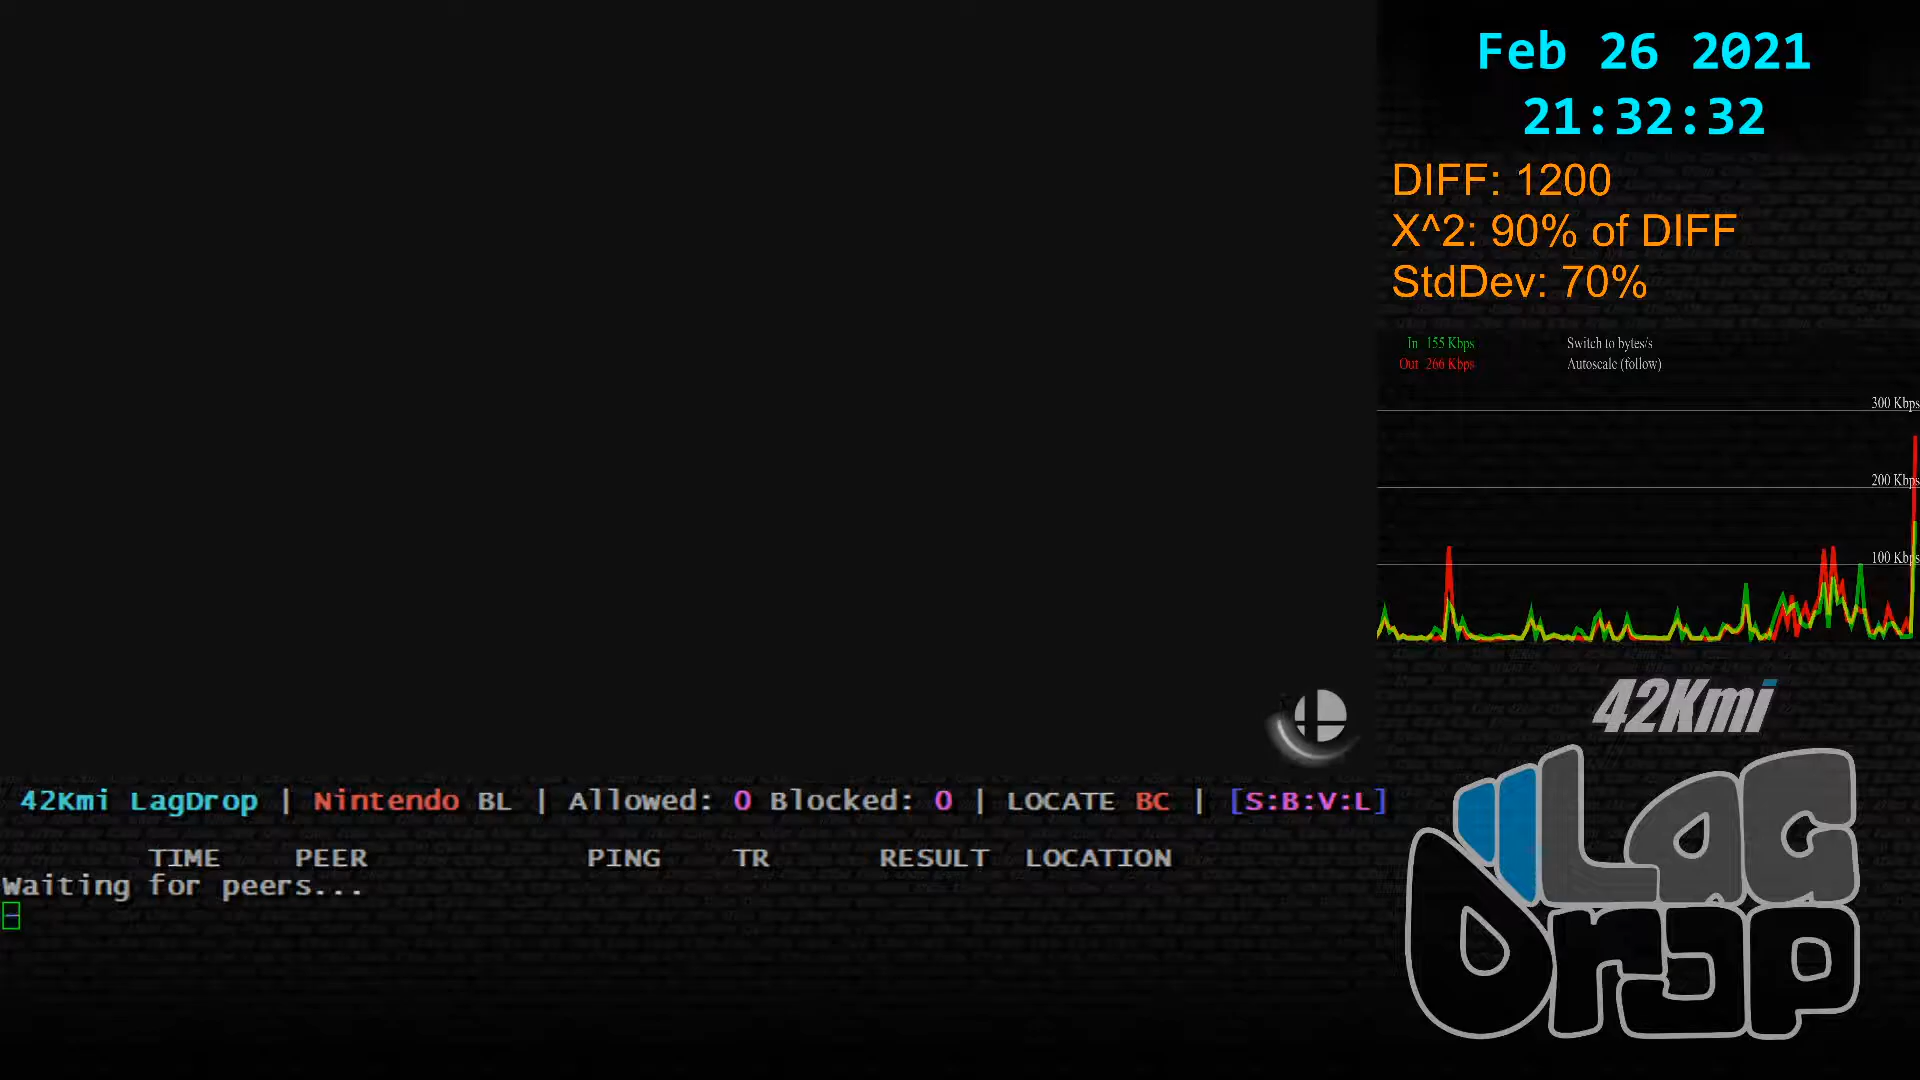 Feb 26 2021
21:32:32
DIFF: 1200
X^2: 90% of DIFF
StdDev: 70%
In 155 Kbps Switch to bytes/s
Out 266 Kbps Autoscale (follow)
300 Kbps
200 Kbps
100 Kbps
42Kmi
LAG
Drop
42Kmi LagDrop | Nintendo BL | Allowed: 0 Blocked: 0 | LOCATE BC | [S:B:V:L]
TIME PEER PING TR RESULT LOCATION
Waiting for peers...